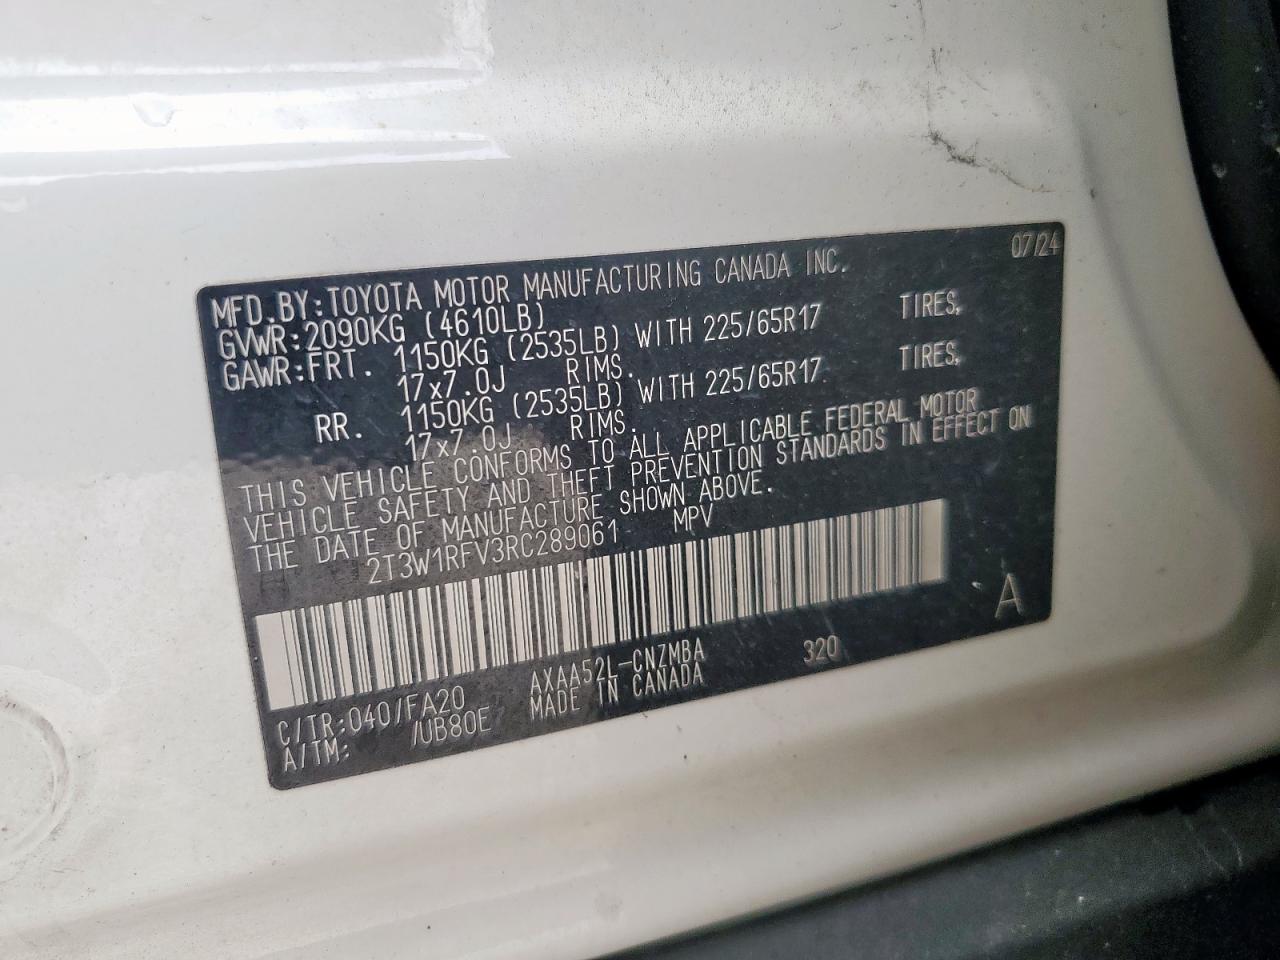 07/24
MFD.BY:TOYOTA MOTOR MANUFACTURING CANADA INC.
GVWR:2090KG (4610LB)
GAWR:FRT. 1150KG (2535LB) WITH 225/65R17 TIRES,
17x7.0J RIMS.
RR. 1150KG (2535LB) WITH 225/65R17 TIRES,
17x7.0J RIMS.
THIS VEHICLE CONFORMS TO ALL APPLICABLE FEDERAL MOTOR
VEHICLE SAFETY AND THEFT PREVENTION STANDARDS IN EFFECT ON
THE DATE OF MANUFACTURE SHOWN ABOVE.
2T3W1RFV3RC289061 MPV
A
C/TR:040/FA20 AXAA52L-CNZMBA 320
A/TM: /UB80E MADE IN CANADA